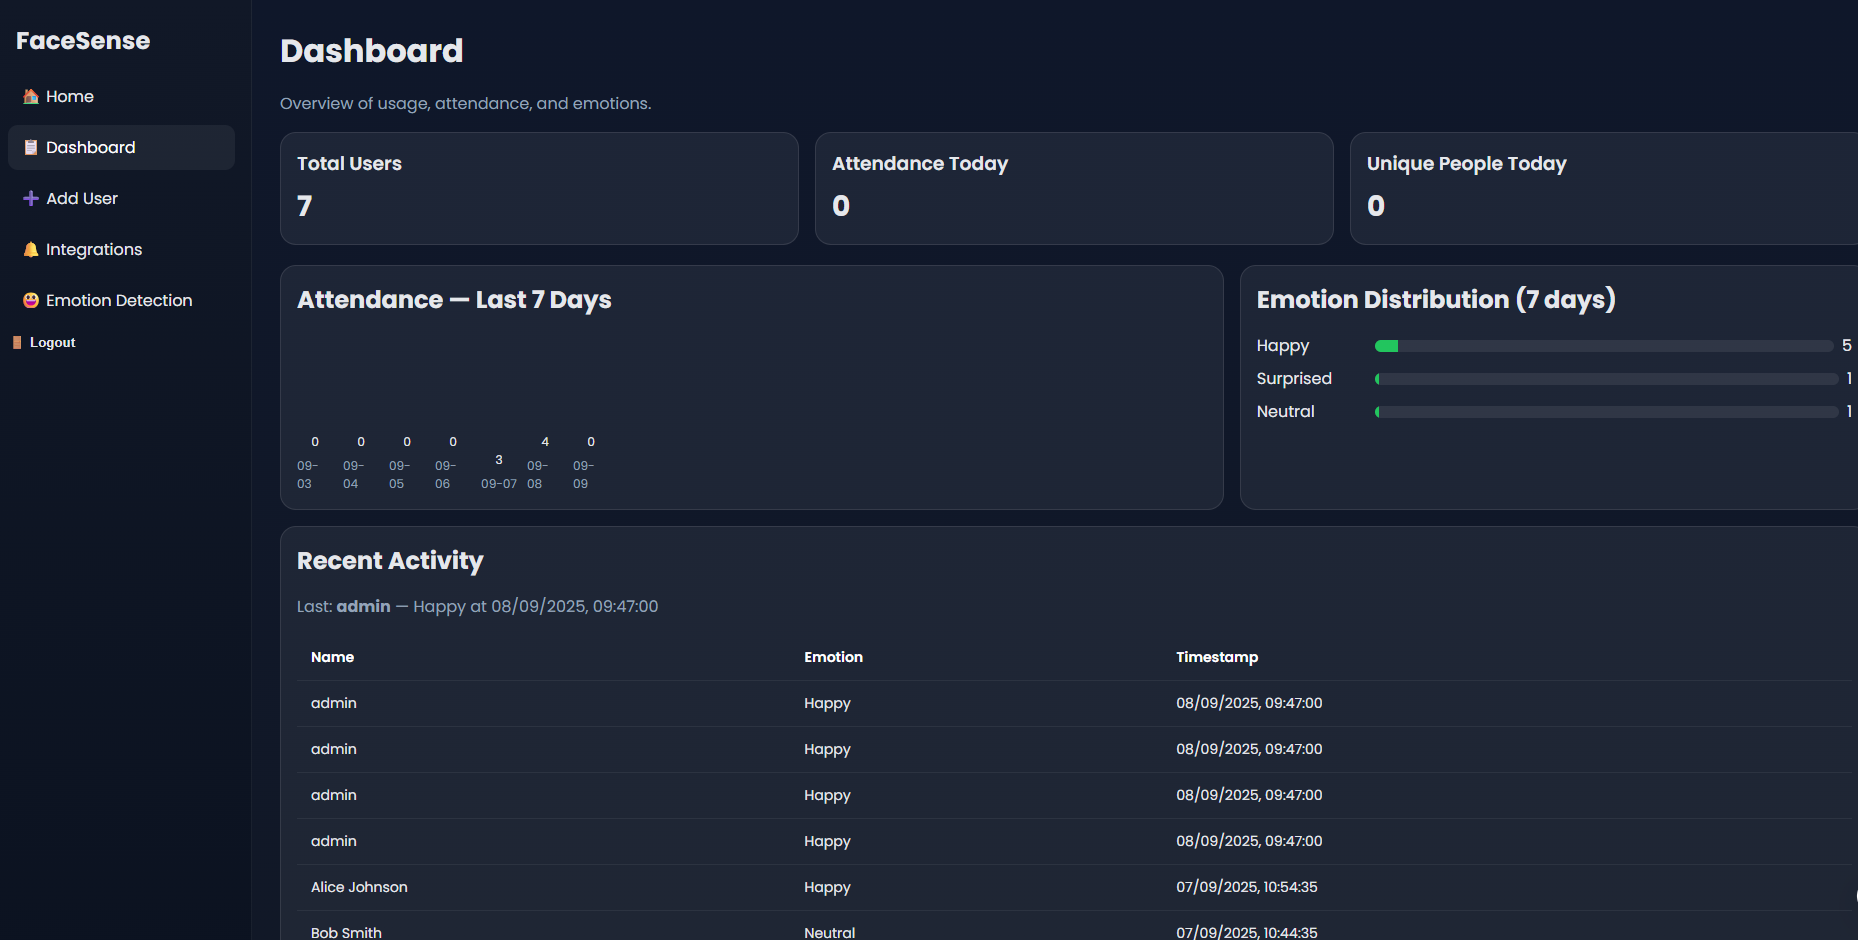 FaceSense
Home
Dashboard
Add User
Integrations
Emotion Detection
Logout
Dashboard
Overview of usage, attendance, and emotions.
Total Users
7
Attendance Today
0
Unique People Today
0
Attendance — Last 7 Days
0 0 0 0 3 4 0
09-03 09-04 09-05 09-06 09-07 09-08 09-09
Emotion Distribution (7 days)
Happy 5
Surprised 1
Neutral 1
Recent Activity
Last: admin — Happy at 08/09/2025, 09:47:00
Name Emotion Timestamp
admin Happy 08/09/2025, 09:47:00
admin Happy 08/09/2025, 09:47:00
admin Happy 08/09/2025, 09:47:00
admin Happy 08/09/2025, 09:47:00
Alice Johnson Happy 07/09/2025, 10:54:35
Bob Smith Neutral 07/09/2025, 10:44:35